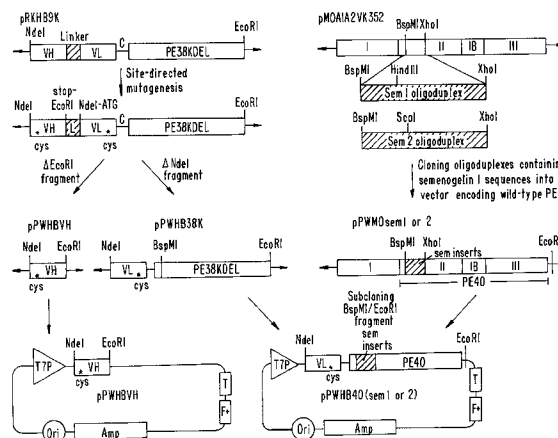 pRKHB9K
NdeI Linker C EcoRI
VH VL PE38KDEL
Site-directed
mutagenesis
stop-
EcoRI NdeI-ATG
NdeI C EcoRI
* VH L VL * PE38KDEL
cys cys
ΔEcoRI
fragment
ΔNdeI
fragment
pPWHBVH
NdeI EcoRI
* VH
cys
pPWHB38K
NdeI BspMI EcoRI
VL * PE38KDEL
cys
NdeI EcoRI
T7P * VH
cys
pPWHBVH
T
F+
Ori Amp
pMOA1A2VK352
BspMI XhoI
I II IB III
BspMI HindIII XhoI
Sem 1 oligoduplex
BspMI ScaI XhoI
Sem 2 oligoduplex
Cloning oligoduplexes containing
semenogelin I sequences into
vector encoding wild-type PE
pPWMOsem1 or 2
BspMI XhoI EcoRI
sem inserts
I II IB III
PE40
Subcloning
BspMI/EcoRI
fragment
sem
inserts
NdeI EcoRI
T7P VL * PE40
cys
pPWHB40(sem1 or 2)
T
F+
Ori Amp